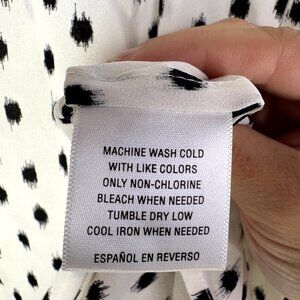 MACHINE WASH COLD
WITH LIKE COLORS
ONLY NON-CHLORINE
BLEACH WHEN NEEDED
TUMBLE DRY LOW
COOL IRON WHEN NEEDED
ESPAÑOL EN REVERSO